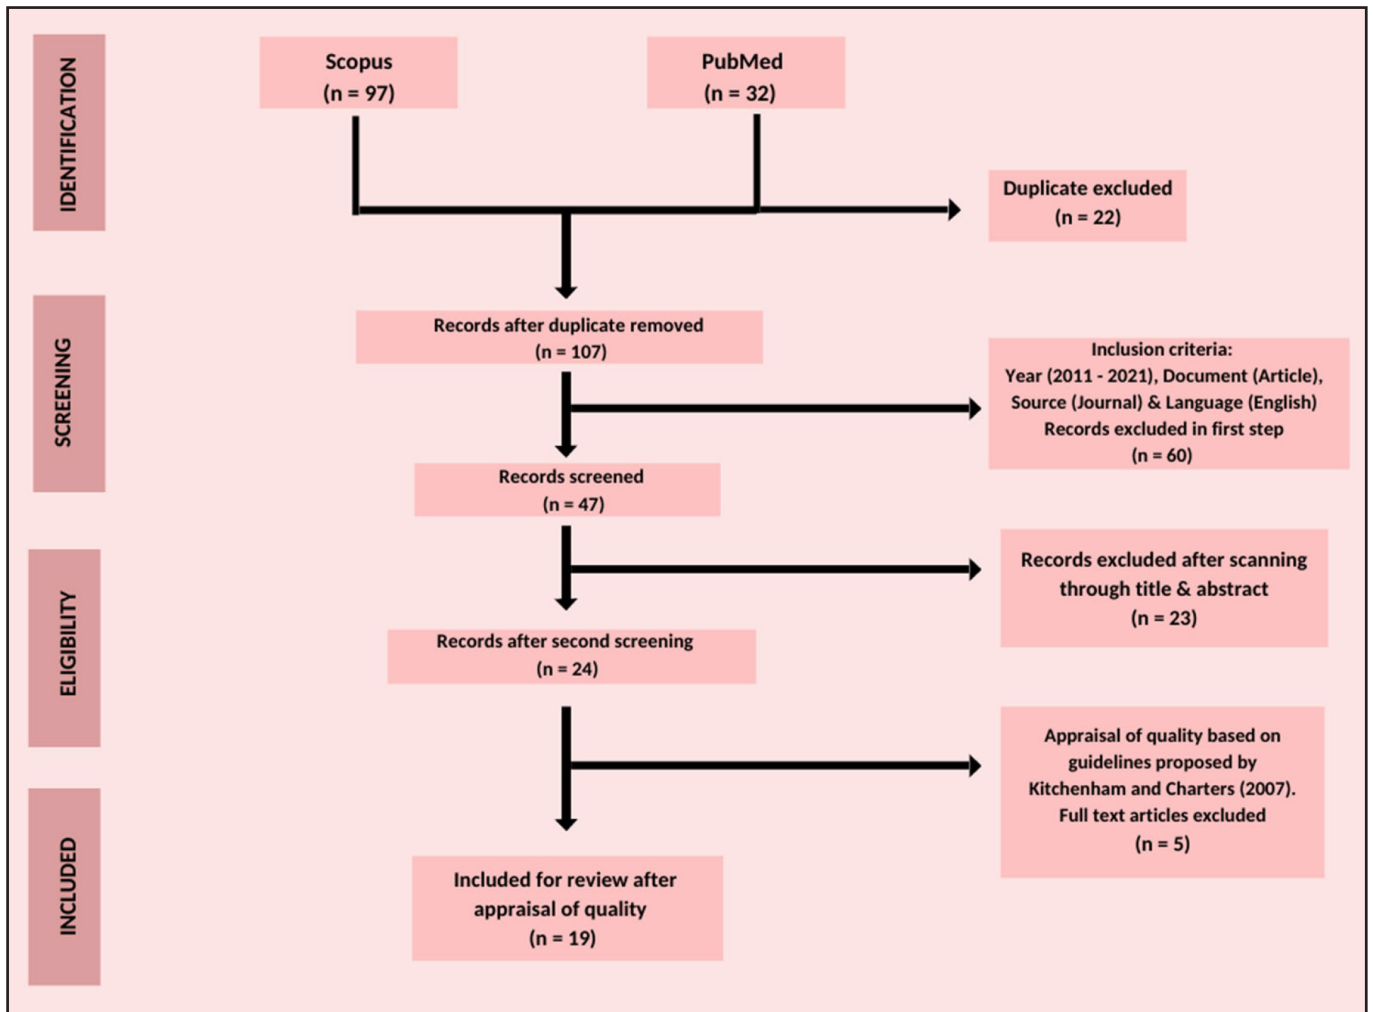 IDENTIFICATION
Scopus
(n = 97)
PubMed
(n = 32)
Duplicate excluded
(n = 22)
SCREENING
Records after duplicate removed
(n = 107)
Inclusion criteria:
Year (2011 - 2021), Document (Article),
Source (Journal) & Language (English)
Records excluded in first step
(n = 60)
Records screened
(n = 47)
ELIGIBILITY
Records excluded after scanning
through title & abstract
(n = 23)
Records after second screening
(n = 24)
Appraisal of quality based on
guidelines proposed by
Kitchenham and Charters (2007).
Full text articles excluded
(n = 5)
INCLUDED
Included for review after
appraisal of quality
(n = 19)